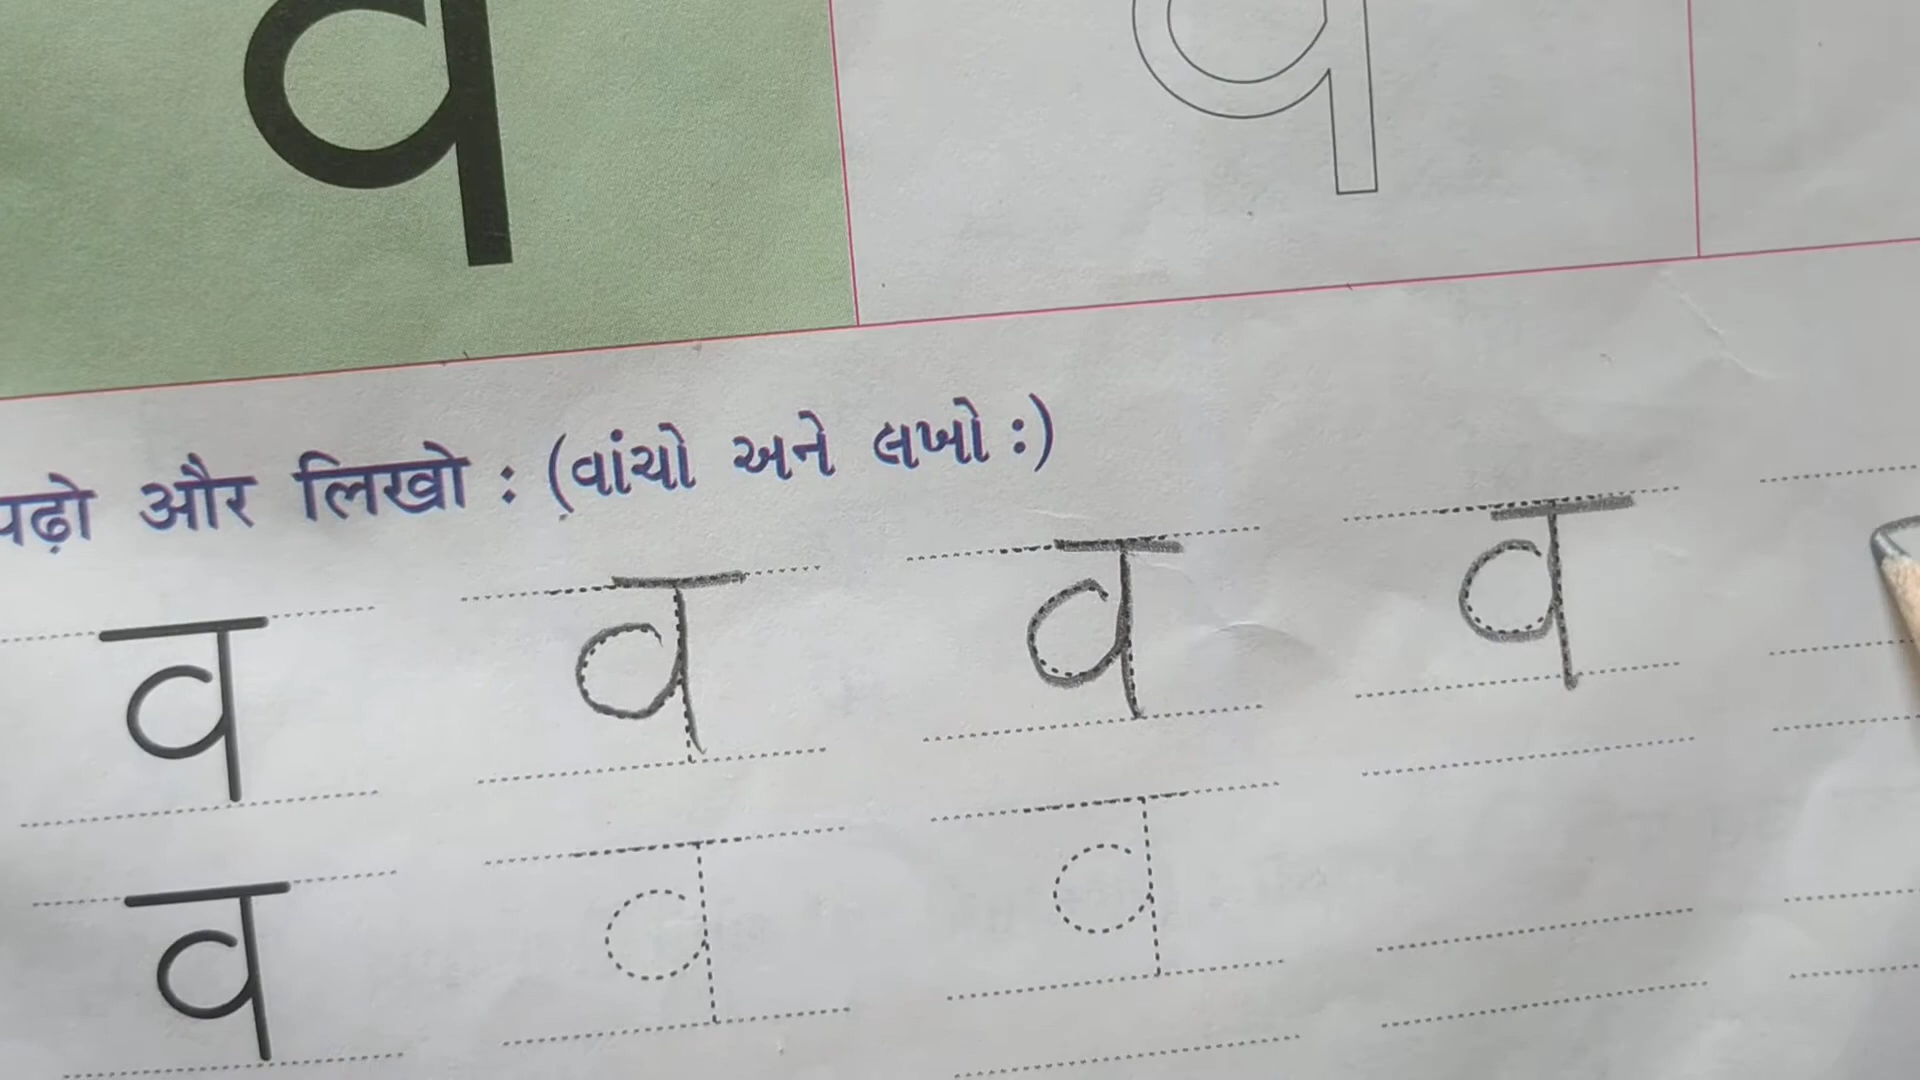 व व
पढ़ो और लिखो : (વાંચો અને લખો :)
व व व व
व व व